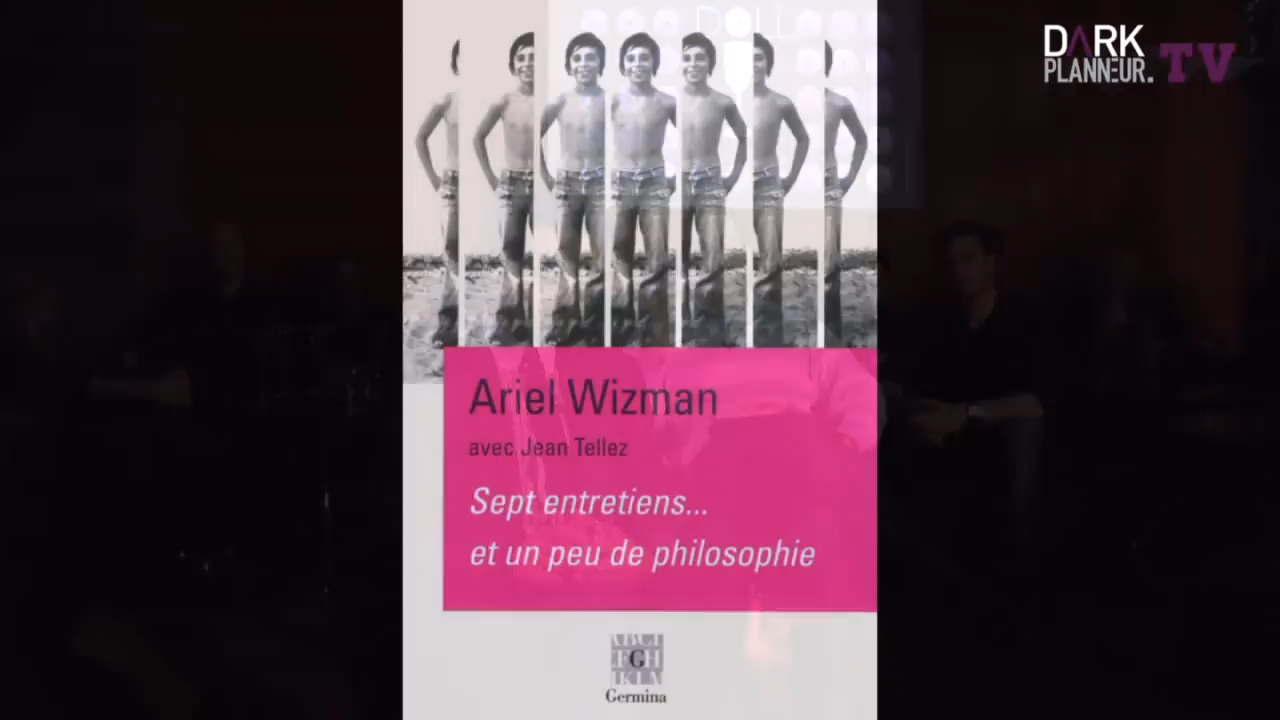 DARK
PLANNEUR. TV
Ariel Wizman
avec Jean Tellez
Sept entretiens...
et un peu de philosophie
G
Germina